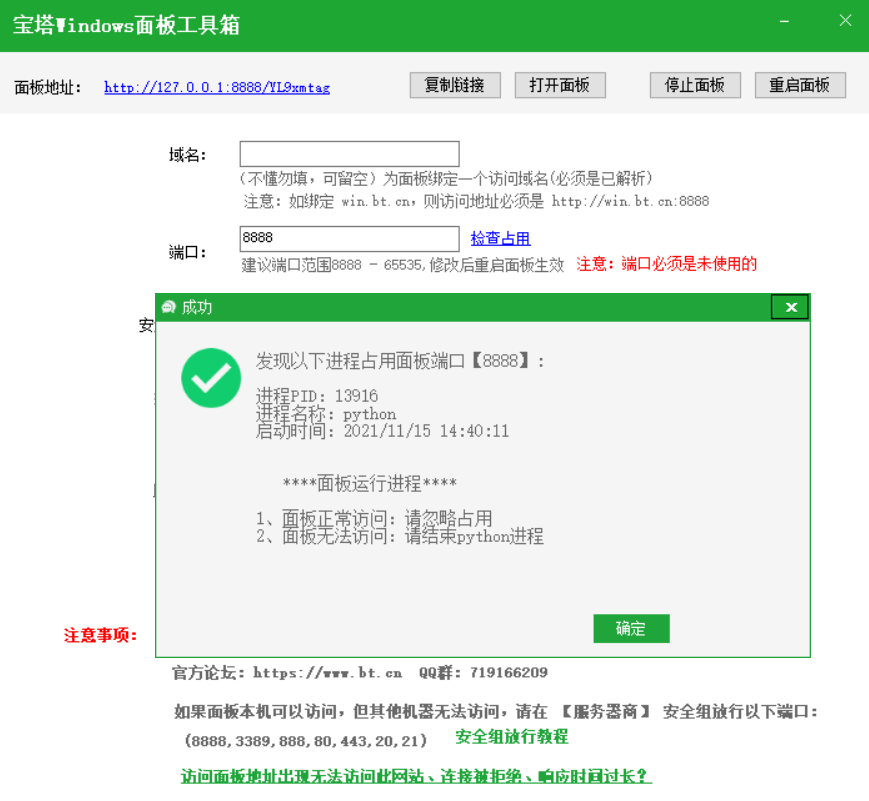 宝塔Windows面板工具箱
面板地址： http://127.0.0.1:8888/YL9xmtag 复制链接 打开面板 停止面板 重启面板
域名：
（不懂勿填，可留空）为面板绑定一个访问域名(必须是已解析)
注意：如绑定 win.bt.cn，则访问地址必须是 http://win.bt.cn:8888
端口： 8888 检查占用
建议端口范围8888 - 65535,修改后重启面板生效 注意：端口必须是未使用的
成功
安
发现以下进程占用面板端口【8888】：
进程PID：13916
进程名称：python
启动时间：2021/11/15 14:40:11
****面板运行进程****
1、面板正常访问：请忽略占用
2、面板无法访问：请结束python进程
确定
注意事项：
官方论坛：https://www.bt.cn QQ群：719166209
如果面板本机可以访问，但其他机器无法访问，请在 【服务器商】 安全组放行以下端口：
(8888,3389,888,80,443,20,21) 安全组放行教程
访问面板地址出现无法访问此网站、连接被拒绝、响应时间过长？